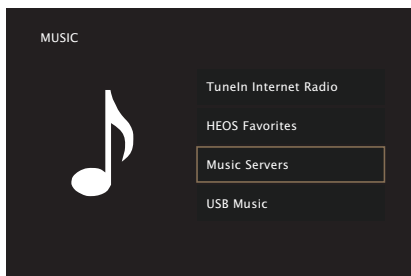 MUSIC
TuneIn Internet Radio
HEOS Favorites
Music Servers
USB Music